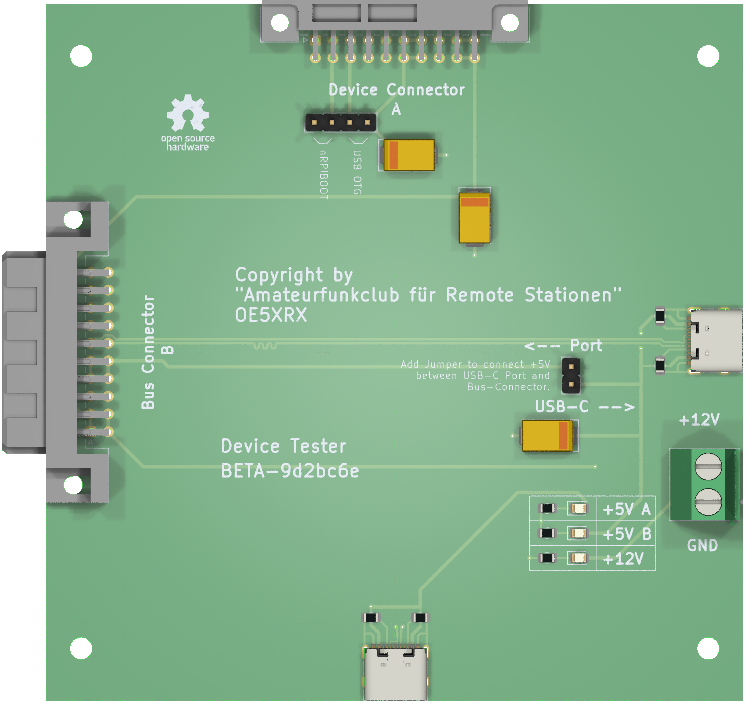 Device Connector
A
open source
hardware
nRPIBOOT
USB OTG
Copyright by
"Amateurfunkclub für Remote Stationen"
OE5XRX
Bus Connector
B
<-- Port
Add Jumper to connect +5V
between USB-C Port and
Bus-Connector.
USB-C -->
+12V
Device Tester
BETA-9d2bc6e
+5V A
+5V B
+12V
GND